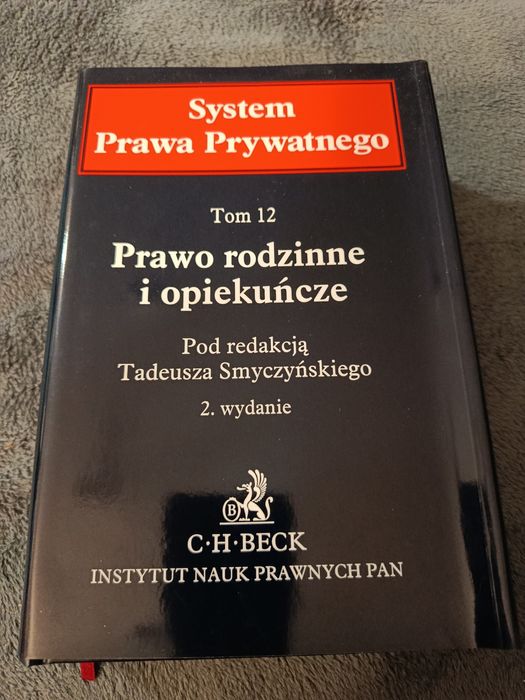 System
Prawa Prywatnego
Tom 12
Prawo rodzinne
i opiekuńcze
Pod redakcją
Tadeusza Smyczyńskiego
2. wydanie
B
C·H·BECK
INSTYTUT NAUK PRAWNYCH PAN